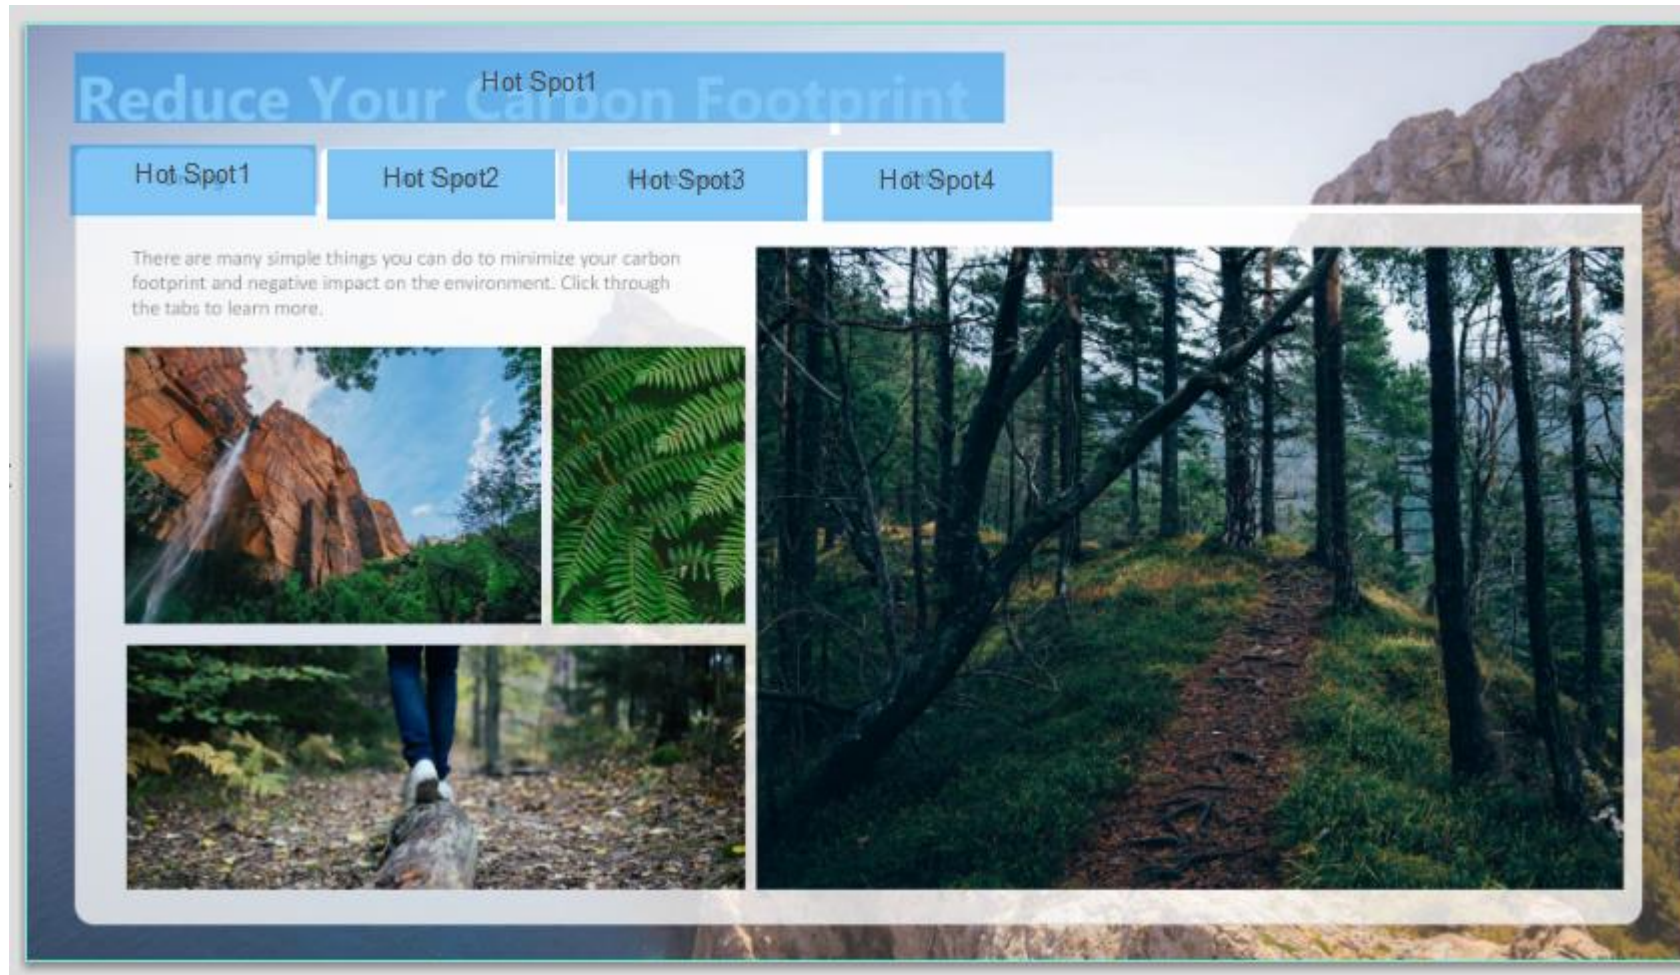 Reduce Your Carbon Footprint
Hot Spot1
Hot Spot1
Hot Spot2
Hot Spot3
Hot Spot4
There are many simple things you can do to minimize your carbon
footprint and negative impact on the environment. Click through
the tabs to learn more.